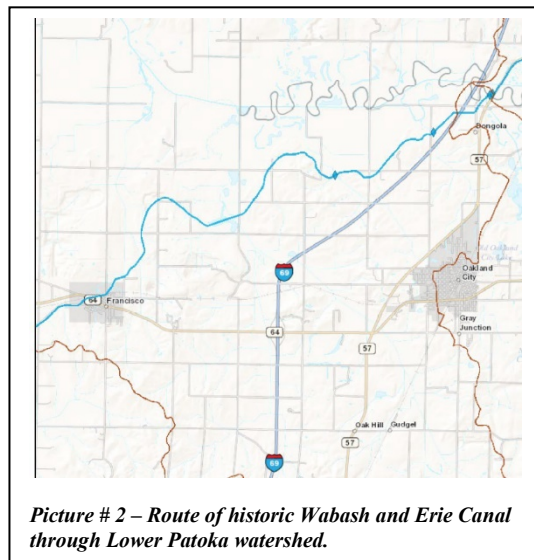 Dongola
57
Oakland
City
69
64
Francisco
64
Gray
Junction
57
Oak Hill
Gudgel
57
69
Picture # 2 – Route of historic Wabash and Erie Canal
through Lower Patoka watershed.